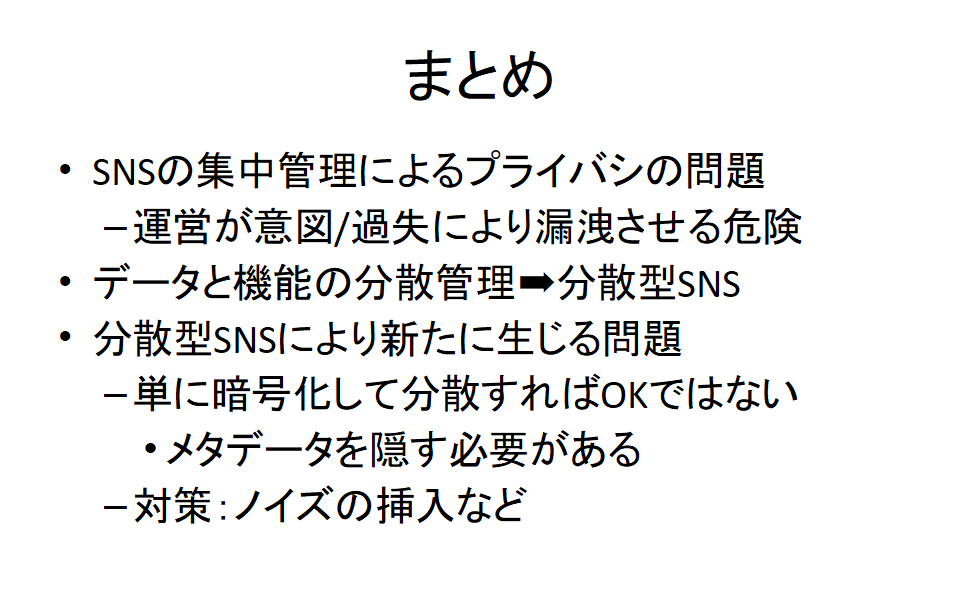 まとめ
• SNSの集中管理によるプライバシの問題
–運営が意図/過失により漏洩させる危険
• データと機能の分散管理➡分散型SNS
• 分散型SNSにより新たに生じる問題
–単に暗号化して分散すればOKではない
•メタデータを隠す必要がある
–対策：ノイズの挿入など